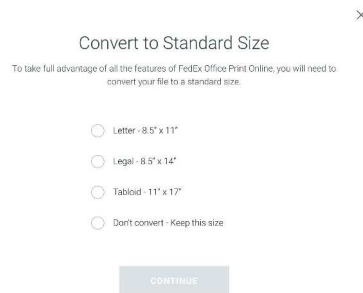 Convert to Standard Size
To take full advantage of all the features of FedEx Office Print Online, you will need to
convert your file to a standard size.
Letter - 8.5" x 11"
Legal - 8.5" x 14"
Tabloid - 11" x 17"
Don't convert - Keep this size
CONTINUE